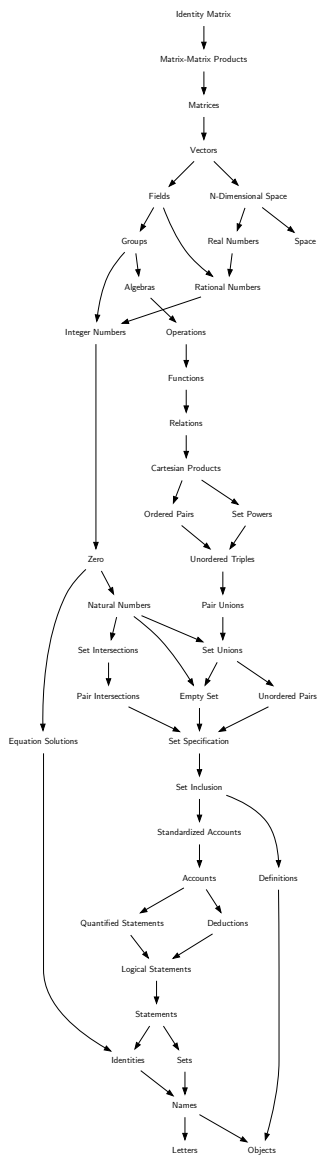 Identity Matrix
Matrix-Matrix Products
Matrices
Vectors
Fields
N-Dimensional Space
Groups
Real Numbers
Space
Algebras
Rational Numbers
Integer Numbers
Operations
Functions
Relations
Cartesian Products
Ordered Pairs
Set Powers
Zero
Unordered Triples
Natural Numbers
Pair Unions
Set Intersections
Set Unions
Pair Intersections
Empty Set
Unordered Pairs
Equation Solutions
Set Specification
Set Inclusion
Standardized Accounts
Accounts
Definitions
Quantified Statements
Deductions
Logical Statements
Statements
Identities
Sets
Names
Letters
Objects